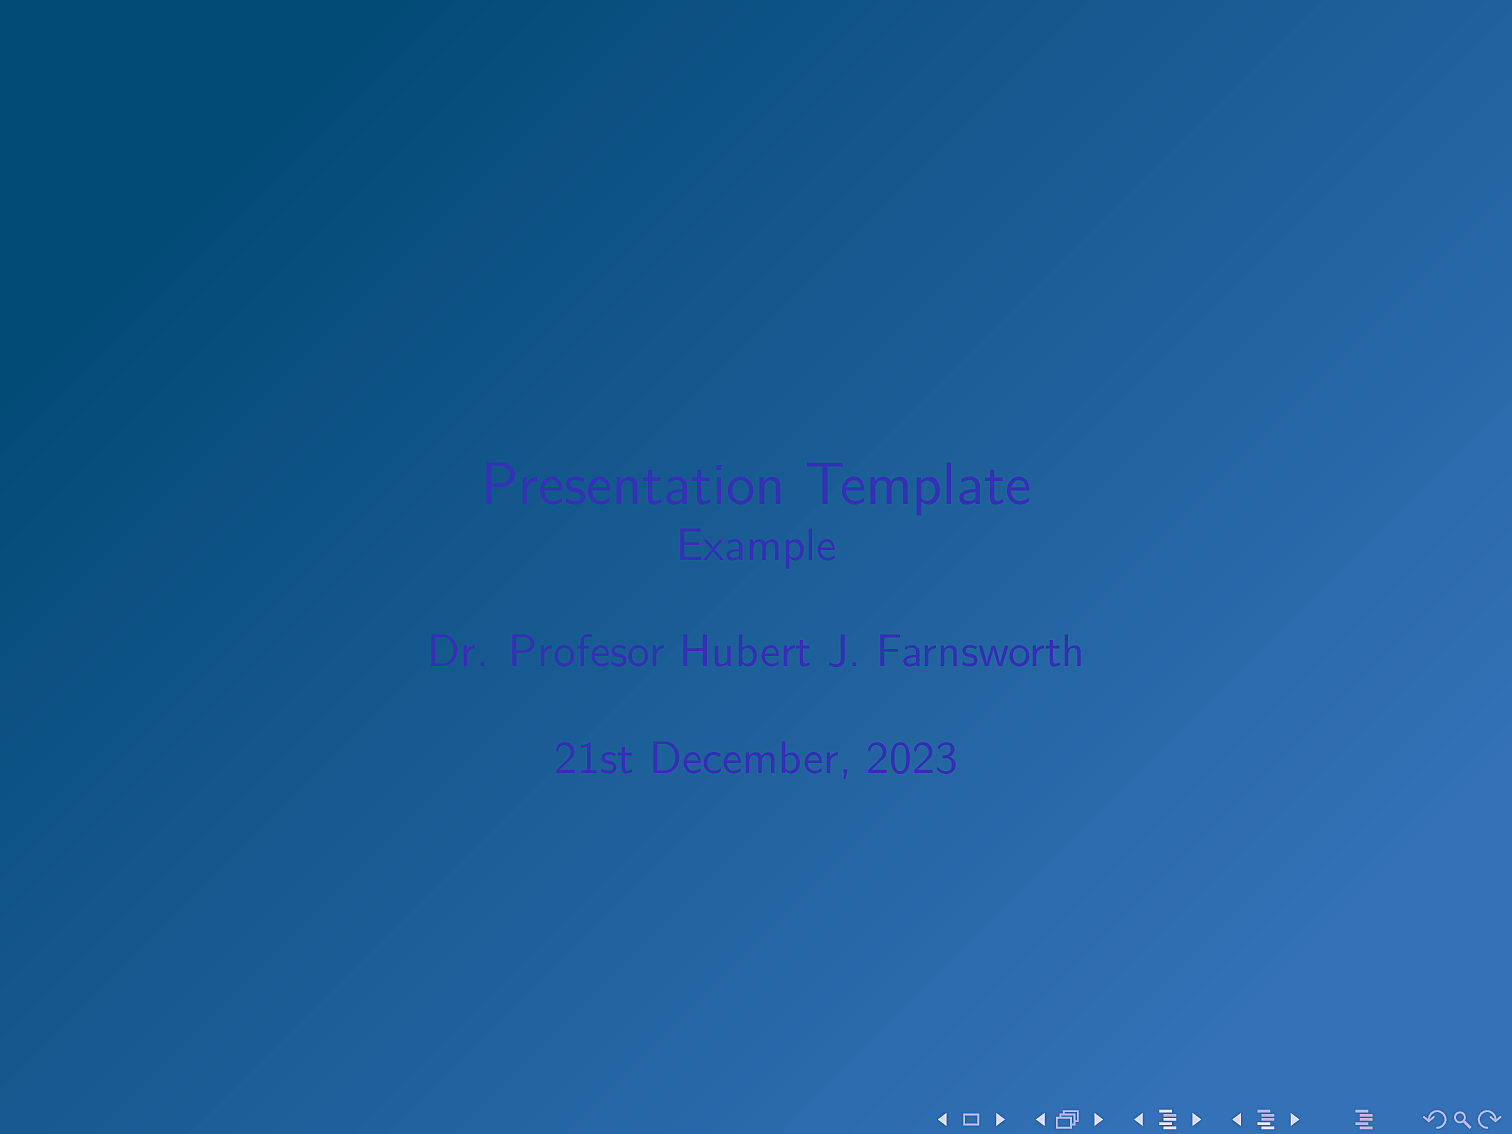 Presentation Template
Example
Dr. Profesor Hubert J. Farnsworth
21st December, 2023